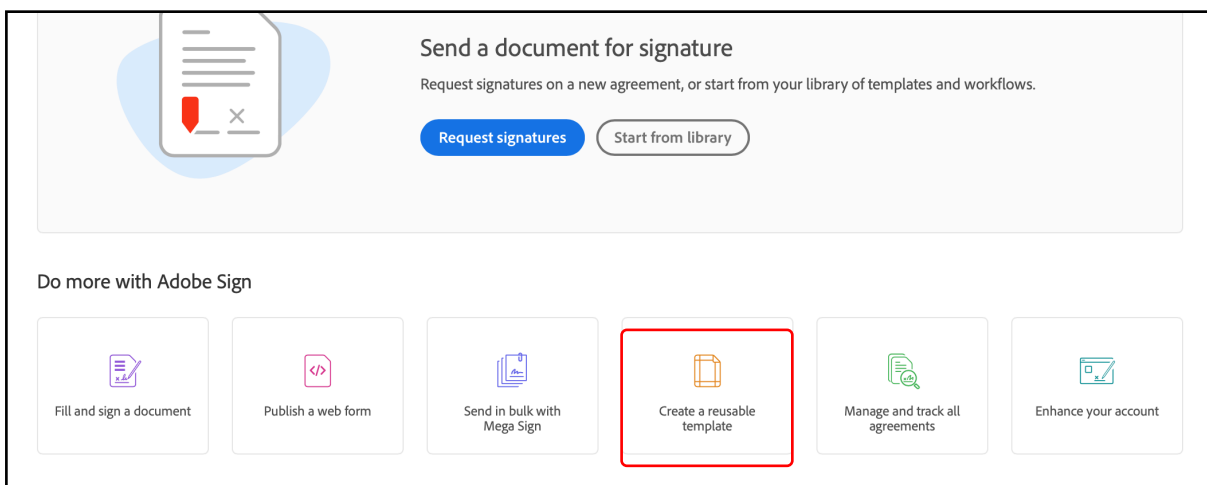 Send a document for signature
Request signatures on a new agreement, or start from your library of templates and workflows.
Request signatures
Start from library
Do more with Adobe Sign
Fill and sign a document
Publish a web form
Send in bulk with
Mega Sign
Create a reusable
template
Manage and track all
agreements
Enhance your account